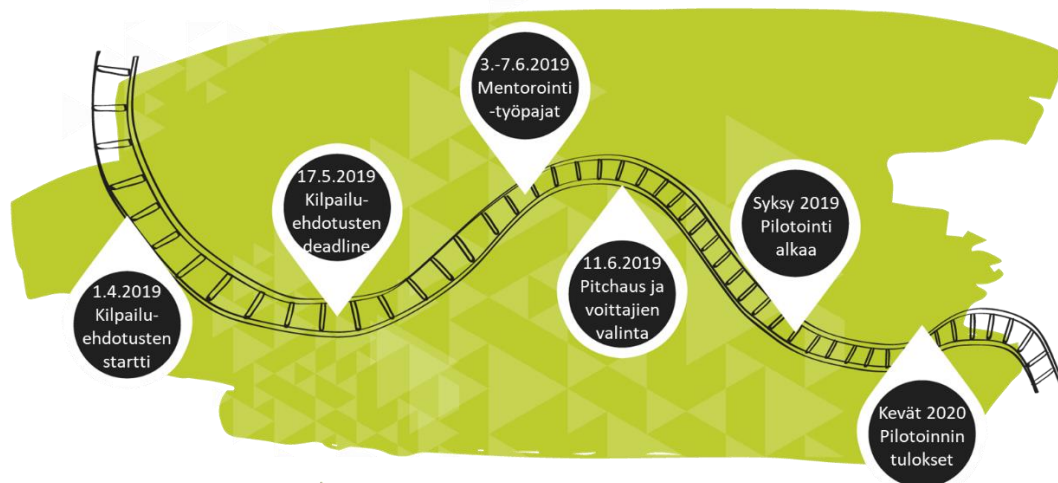 1.4.2019
Kilpailu-
ehdotusten
startti
17.5.2019
Kilpailu-
ehdotusten
deadline
3.-7.6.2019
Mentorointi
-työpajat
11.6.2019
Pitchaus ja
voittajien
valinta
Syksy 2019
Pilotointi
alkaa
Kevät 2020
Pilotoinnin
tulokset